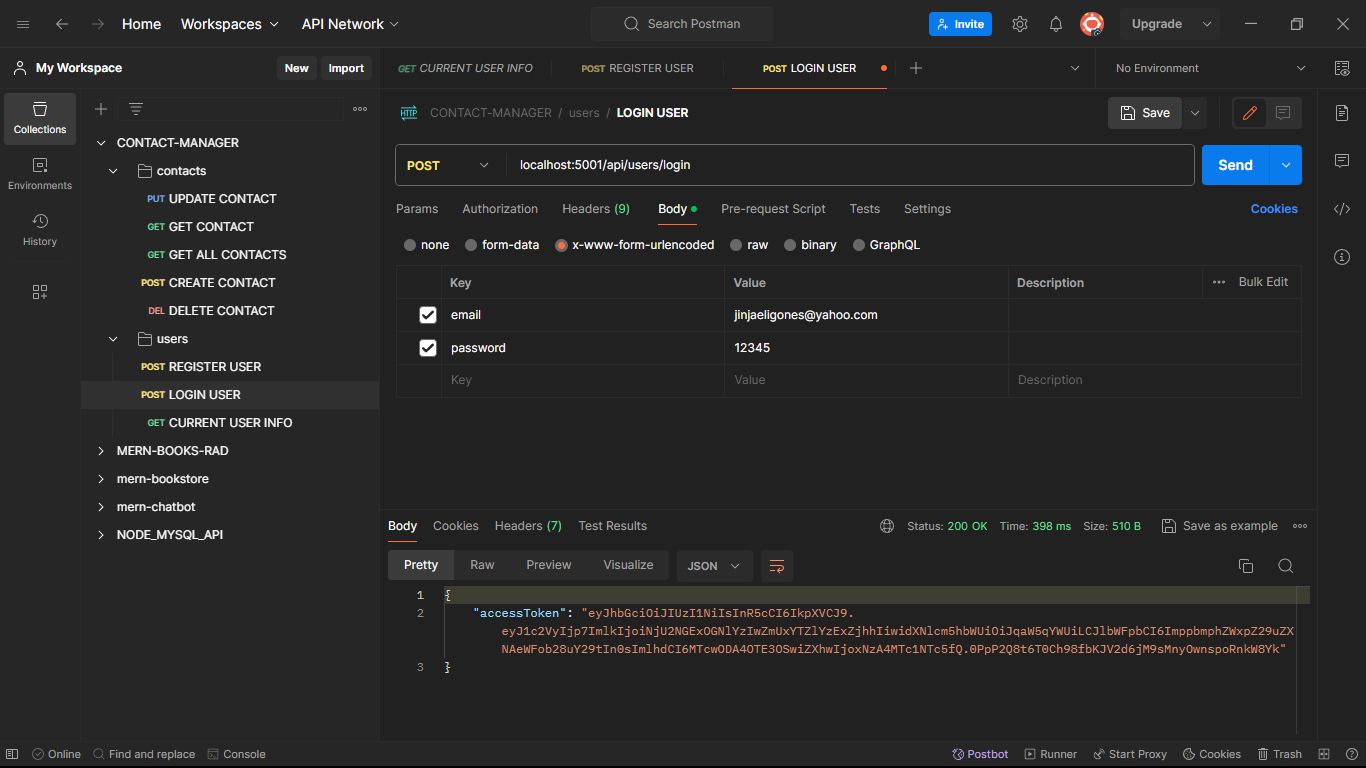 Home Workspaces API Network Search Postman Invite Upgrade
My Workspace New Import GET CURRENT USER INFO POST REGISTER USER POST LOGIN USER No Environment
Collections
Environments
History
CONTACT-MANAGER
contacts
PUT UPDATE CONTACT
GET GET CONTACT
GET GET ALL CONTACTS
POST CREATE CONTACT
DEL DELETE CONTACT
users
POST REGISTER USER
POST LOGIN USER
GET CURRENT USER INFO
MERN-BOOKS-RAD
mern-bookstore
mern-chatbot
NODE_MYSQL_API
HTTP CONTACT-MANAGER / users / LOGIN USER Save
POST localhost:5001/api/users/login Send
Params Authorization Headers (9) Body Pre-request Script Tests Settings Cookies
none form-data x-www-form-urlencoded raw binary GraphQL
Key Value Description Bulk Edit
email jinjaeligones@yahoo.com
password 12345
Key Value Description
Body Cookies Headers (7) Test Results Status: 200 OK Time: 398 ms Size: 510 B Save as example
Pretty Raw Preview Visualize JSON
1 {
2 "accessToken": "eyJhbGciOiJIUzI1NiIsInR5cCI6IkpXVCJ9.
eyJ1c2VyIjp7ImlkIjoiNjU2NGExOGNlYzIwZmUxYTZlYzExZjhhIiwidXNlcm5hbWUiOiJqaW5qYWUiLCJlbWFpbCI6ImppbmphZWxpZ29uZX
NAeWFob28uY29tIn0sImlhdCI6MTcwODA4OTE3OSwiZXhwIjoxNzA4MTc1NTc5fQ.0PpP2Q8t6T0Ch98fbKJV2d6jM9sMnyOwnspoRnkW8Yk"
3 }
Online Find and replace Console Postbot Runner Start Proxy Cookies Trash